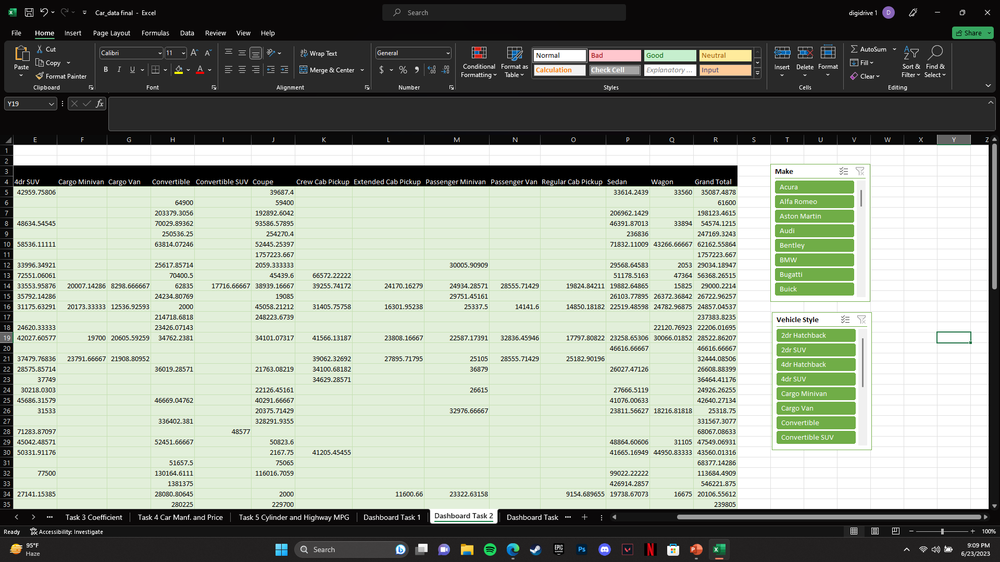 Car_data final - Excel
Search
digidrive 1
D
File Home Insert Page Layout Formulas Data Review View Help
Share
Paste
Cut
Copy
Format Painter
Clipboard
Calibri 11
B I U
Font
Wrap Text
Merge & Center
Alignment
General
$ % ,
Number
Conditional Formatting
Format as Table
Normal Bad Good Neutral
Calculation Check Cell Explanatory ... Input
Styles
Insert Delete Format
Cells
AutoSum
Fill
Clear
Sort & Filter
Find & Select
Editing
Y19
fx
E F G H I J K L M N O P Q R S T U V W X Y Z
1
2
3
4 4dr SUV Cargo Minivan Cargo Van Convertible Convertible SUV Coupe Crew Cab Pickup Extended Cab Pickup Passenger Minivan Passenger Van Regular Cab Pickup Sedan Wagon Grand Total
5 42959.75806 39687.4 33614.2439 33560 35087.4878
6 64900 59400 61600
7 203379.3056 192892.6042 206962.1429 198123.4615
8 48634.54545 70029.89362 93586.57895 46391.87013 33894 54574.1215
9 250536.25 254270.4 236836 247169.3243
10 58536.11111 63814.07246 52445.25397 71832.11009 43266.66667 62162.55864
11 1757223.667 1757223.667
12 33996.34921 25617.85714 2059.333333 30005.90909 29568.64583 2053 29034.18947
13 72551.06061 70400.5 45439.6 66572.22222 51178.5163 47364 56368.26515
14 33553.95876 20007.14286 8298.666667 62835 17716.66667 38939.16667 39255.74172 24170.16279 24934.28571 28555.71429 19824.84211 19882.64865 15825 29000.2214
15 35792.14286 24234.80769 19085 29751.45161 26103.77895 26372.36842 26722.96257
16 31175.63291 20173.33333 12536.92593 2000 45058.21212 31405.75758 16301.95238 25337.5 14141.6 14850.18182 22519.48598 24782.96875 24857.04537
17 214718.6818 248223.6739 237383.8235
18 24620.33333 23426.07143 22120.76923 22206.01695
19 42027.60577 19700 20605.59259 34762.2381 34101.07317 41566.13187 23808.16667 22587.17391 32836.45946 17797.80822 23258.65306 30066.01852 28522.86207
20 46616.66667 46616.66667
21 37479.76836 23791.66667 21908.80952 39062.32692 27895.71795 25105 28555.71429 25182.90196 32444.08506
22 28575.85714 36019.28571 21763.08219 34100.68182 36879 26027.47126 26608.88399
23 37749 34629.28571 36464.41176
24 30218.0303 22126.45161 26615 27666.5119 24926.26255
25 45686.31579 46669.04762 40291.66667 41076.00633 42640.27134
26 31533 20375.71429 32976.66667 23811.56627 18216.81818 25318.75
27 336402.381 328291.9355 331567.3077
28 71283.87097 48577 68067.08633
29 45042.48571 52451.66667 50823.6 48864.60606 31105 47549.06931
30 50331.91176 2167.75 41205.45455 41665.16949 44950.83333 43560.01316
31 51657.5 75065 68377.14286
32 77500 130164.6111 116016.7059 99022.22222 113684.4909
33 1381375 426914.2857 546221.875
34 27141.15385 28080.80645 2000 11600.66 23322.63158 9154.689655 19738.67073 16675 20106.55612
35 280225 229700 239805
Make
Acura
Alfa Romeo
Aston Martin
Audi
Bentley
BMW
Bugatti
Buick
Vehicle Style
2dr Hatchback
2dr SUV
4dr Hatchback
4dr SUV
Cargo Minivan
Cargo Van
Convertible
Convertible SUV
Task 3 Coefficient Task 4 Car Manf. and Price Task 5 Cylinder and Highway MPG Dashboard Task 1 Dashboard Task 2 Dashboard Task
Ready Accessibility: Investigate
100%
95°F
Haze
Search
EPIC GAMES
Ps
9:09 PM
6/23/2023